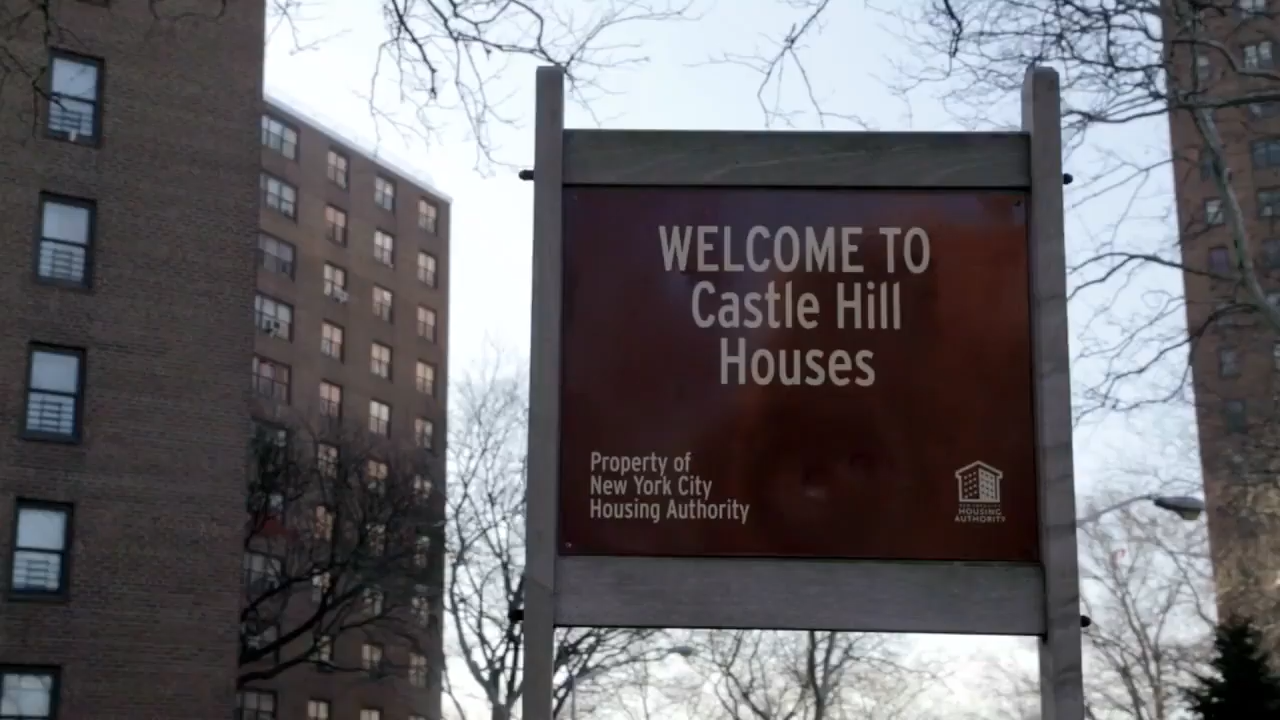 WELCOME TO
Castle Hill
Houses
Property of
New York City
Housing Authority
HOUSING
AUTHORITY